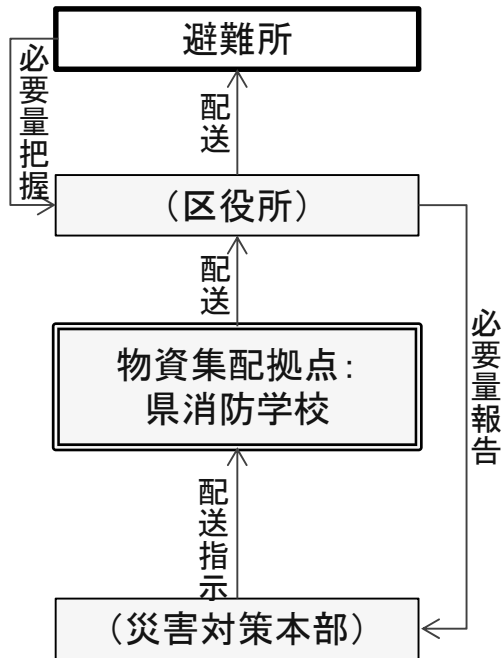 避難所
必要量把握
配送
（区役所）
配送
物資集配拠点：
県消防学校
必要量報告
配送指示
（災害対策本部）